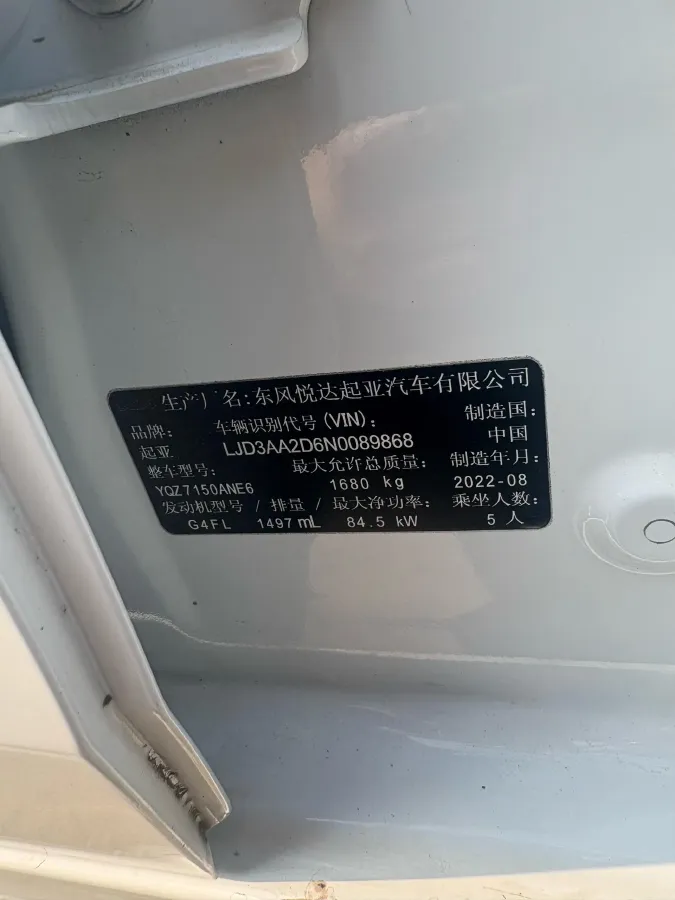 生产厂名:东风悦达起亚汽车有限公司
品牌: 车辆识别代号(VIN): 制造国:
起亚 LJD3AA2D6N0089868 中国
整车型号: 最大允许总质量: 制造年月:
YQZ7150ANE6 1680 kg 2022-08
发动机型号 / 排量 / 最大净功率: 乘坐人数:
G4FL 1497 mL 84.5 kW 5 人